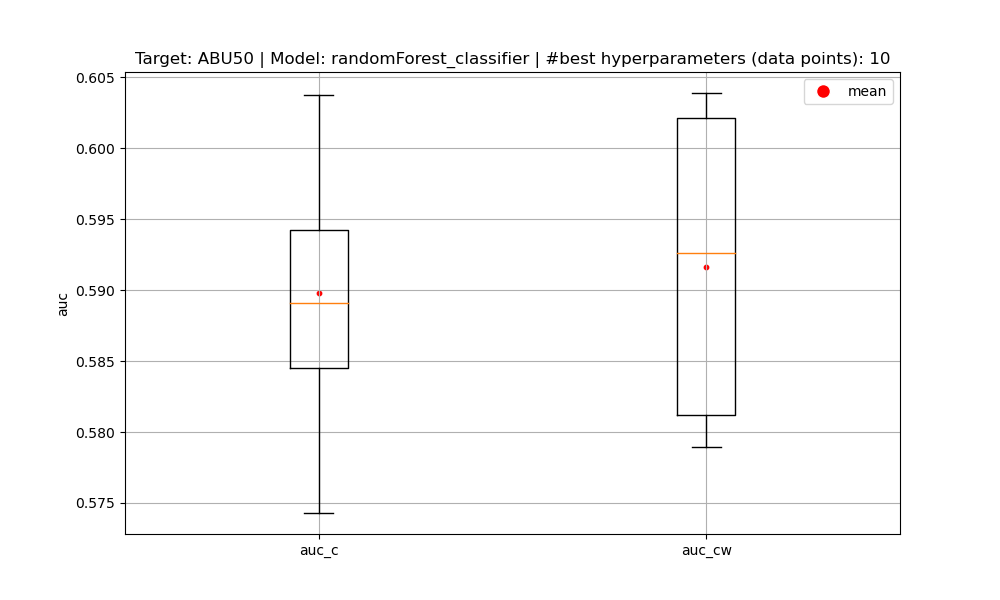 Target: ABU50 | Model: randomForest_classifier | #best hyperparameters (data points): 10
mean
0.605
0.600
0.595
0.590
0.585
0.580
0.575
auc
auc_c
auc_cw